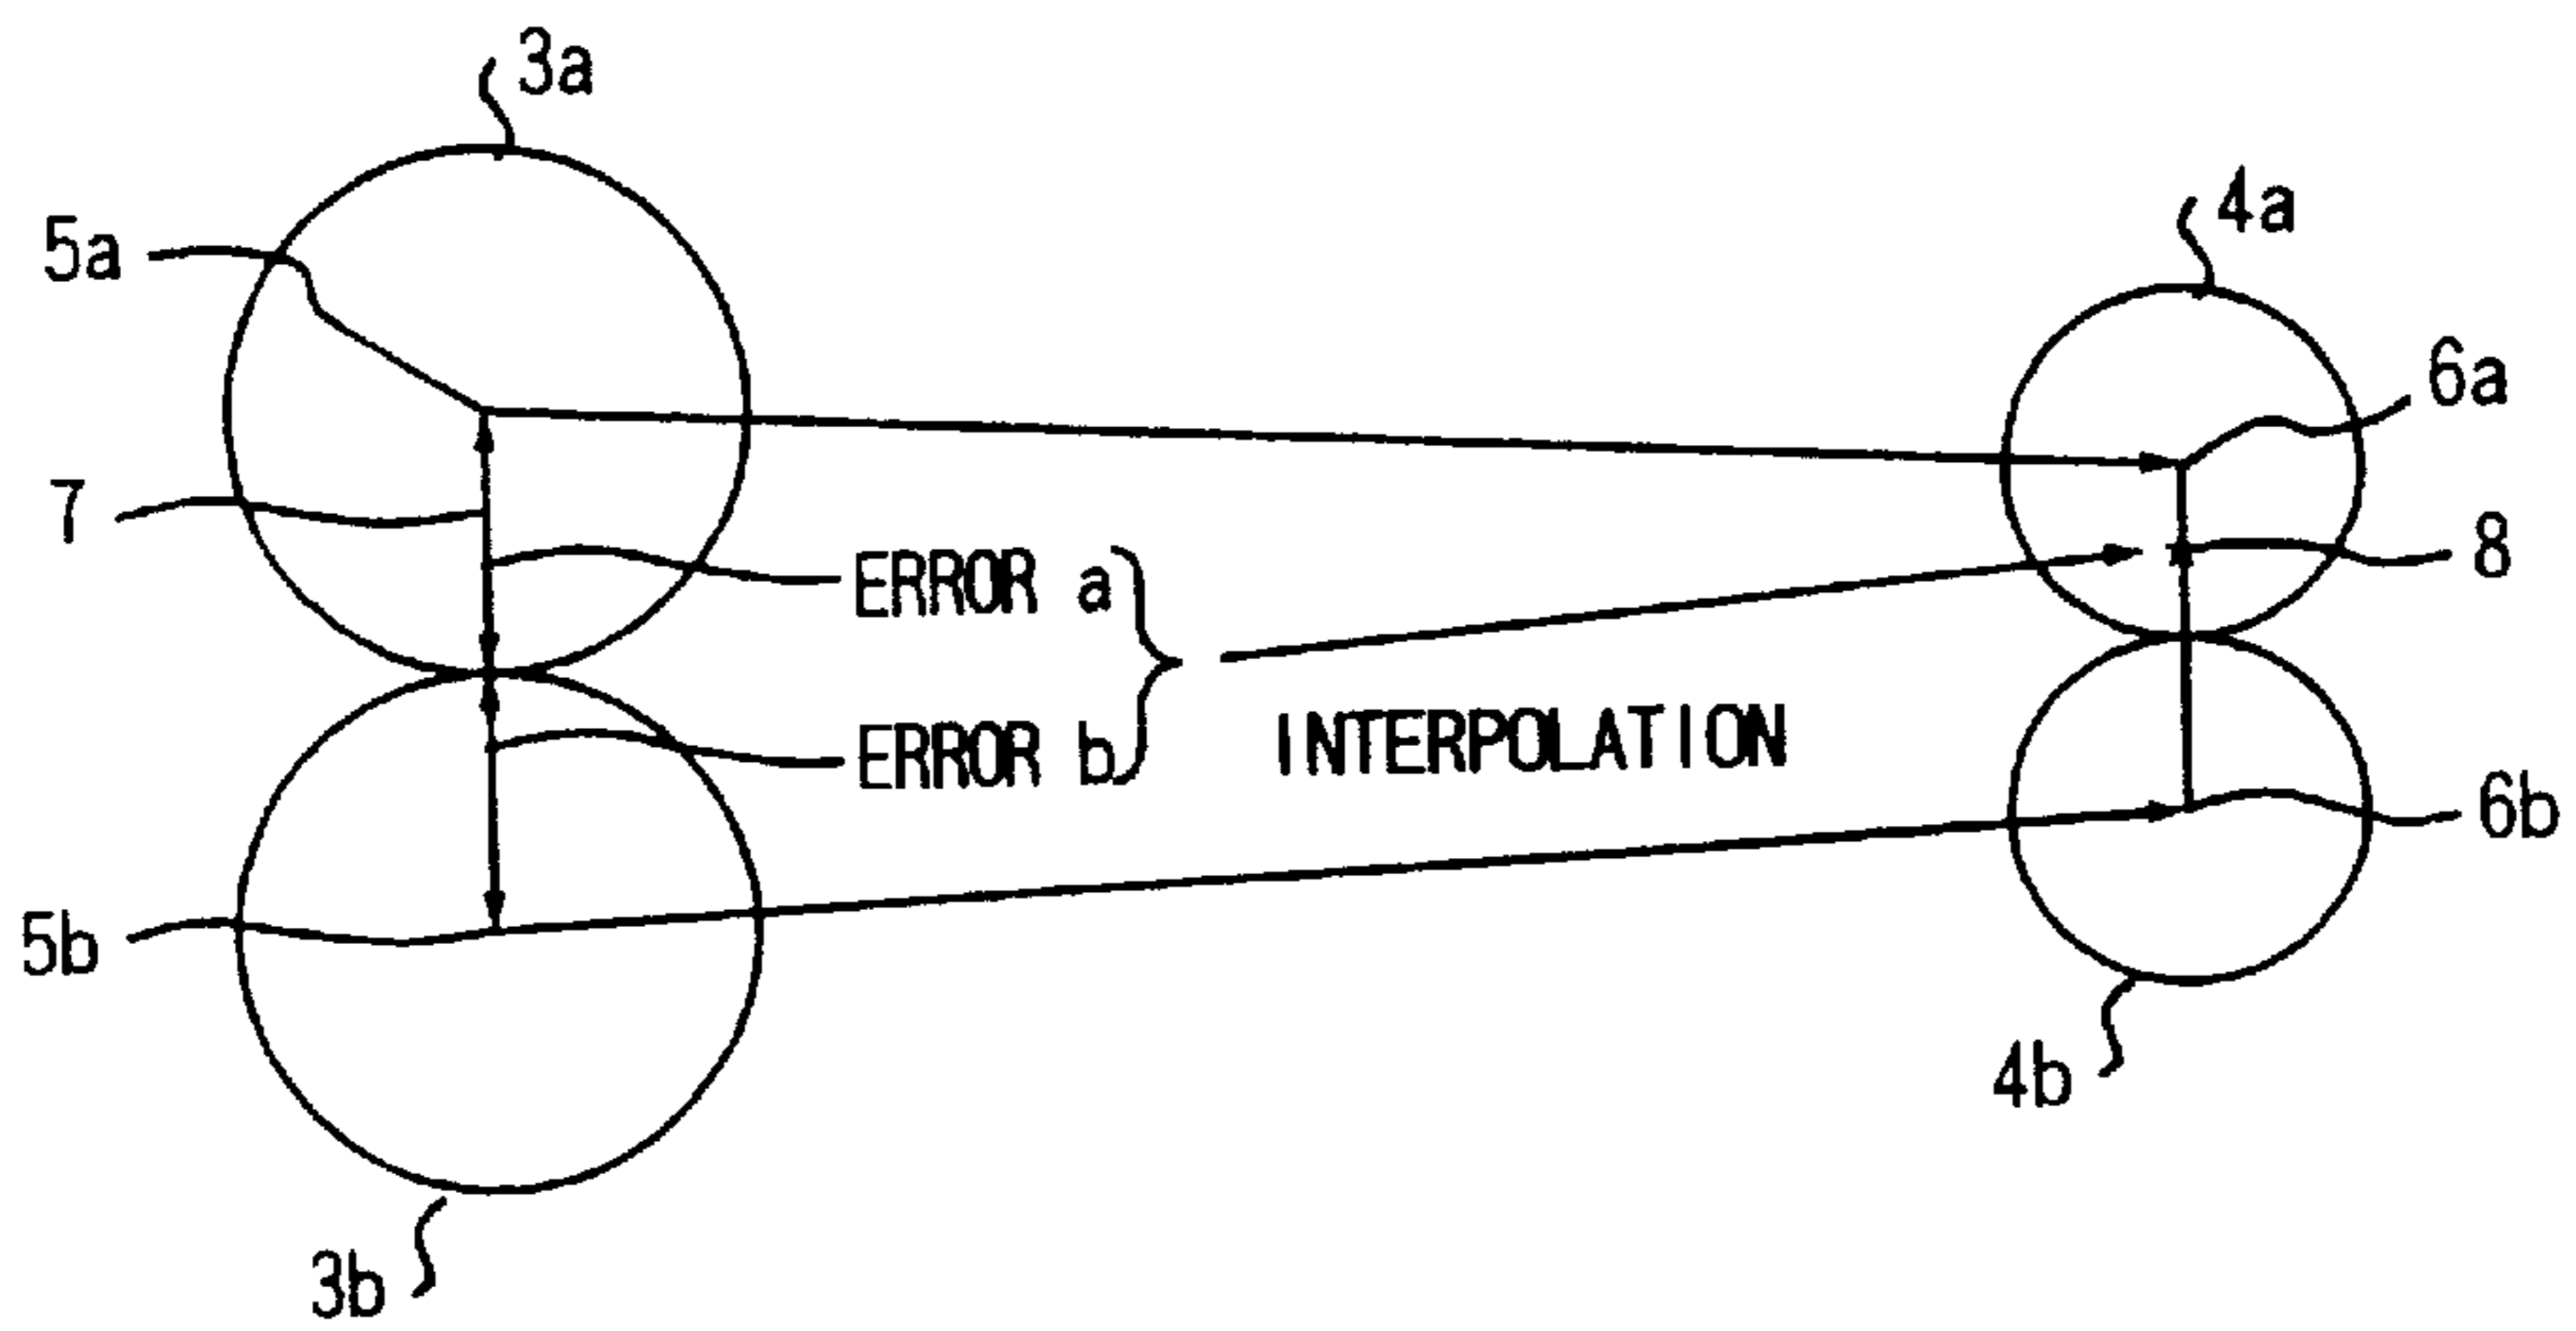 3a
4a
5a
6a
7
ERROR a
8
ERROR b
INTERPOLATION
6b
5b
4b
3b